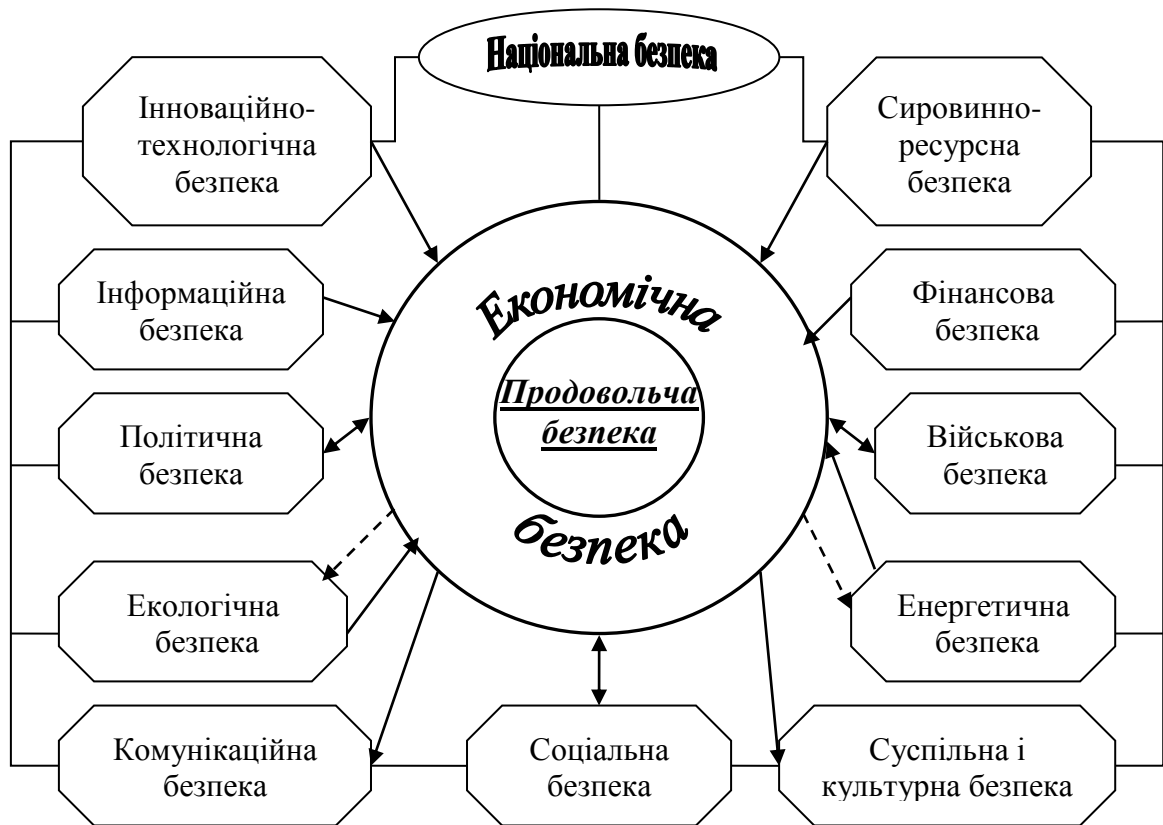 Національна безпека
Інноваційно-
технологічна
безпека
Сировинно-
ресурсна
безпека
Інформаційна
безпека
Економічна
Фінансова
безпека
Продовольча
безпека
Політична
безпека
Військова
безпека
безпека
Екологічна
безпека
Енергетична
безпека
Комунікаційна
безпека
Соціальна
безпека
Суспільна і
культурна безпека